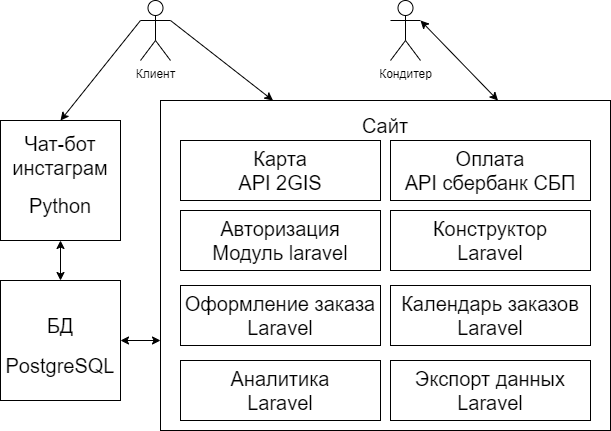 Клиент
Кондитер
Чат-бот
инстаграм
Python
БД
PostgreSQL
Сайт
Карта
API 2GIS
Оплата
API сбербанк СБП
Авторизация
Модуль laravel
Конструктор
Laravel
Оформление заказа
Laravel
Календарь заказов
Laravel
Аналитика
Laravel
Экспорт данных
Laravel